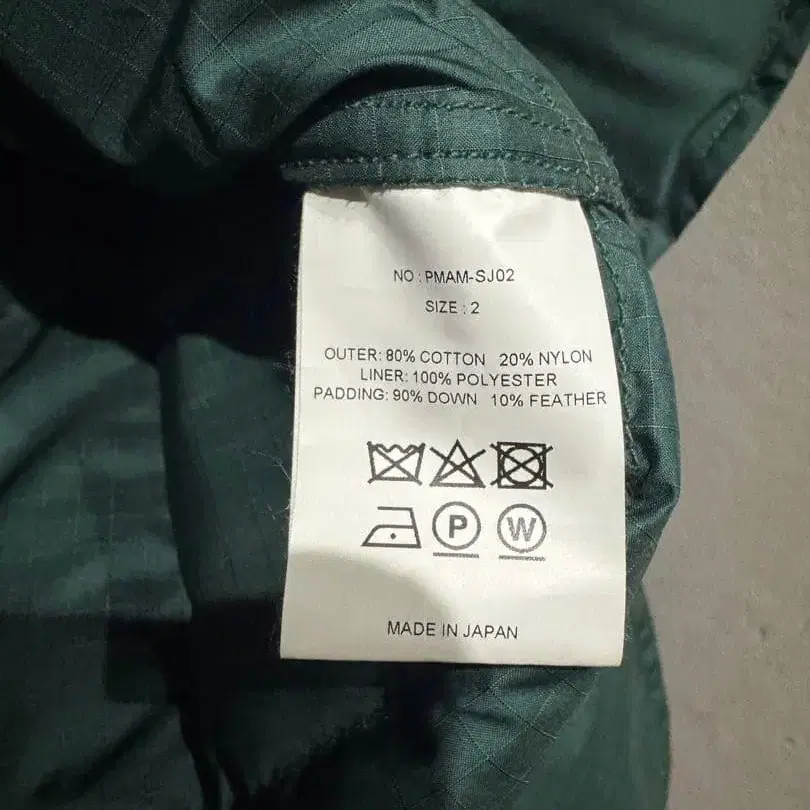 NO : PMAM-SJ02
SIZE : 2
OUTER: 80% COTTON 20% NYLON
LINER: 100% POLYESTER
PADDING: 90% DOWN 10% FEATHER
P W
MADE IN JAPAN